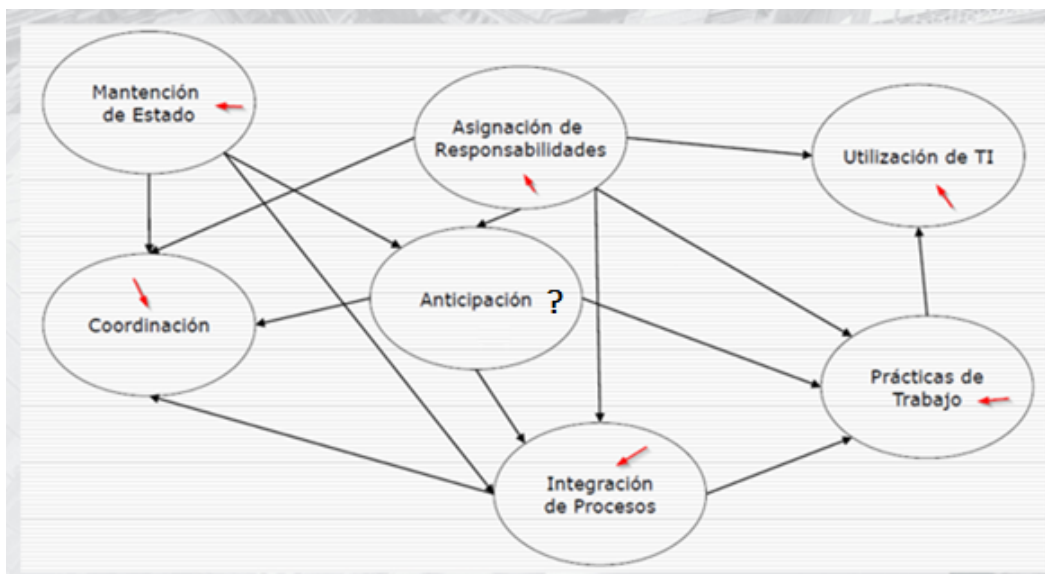 Mantención
de Estado
Asignación de
Responsabilidades
Utilización de TI
Anticipación ?
Coordinación
Prácticas de
Trabajo
Integración
de Procesos